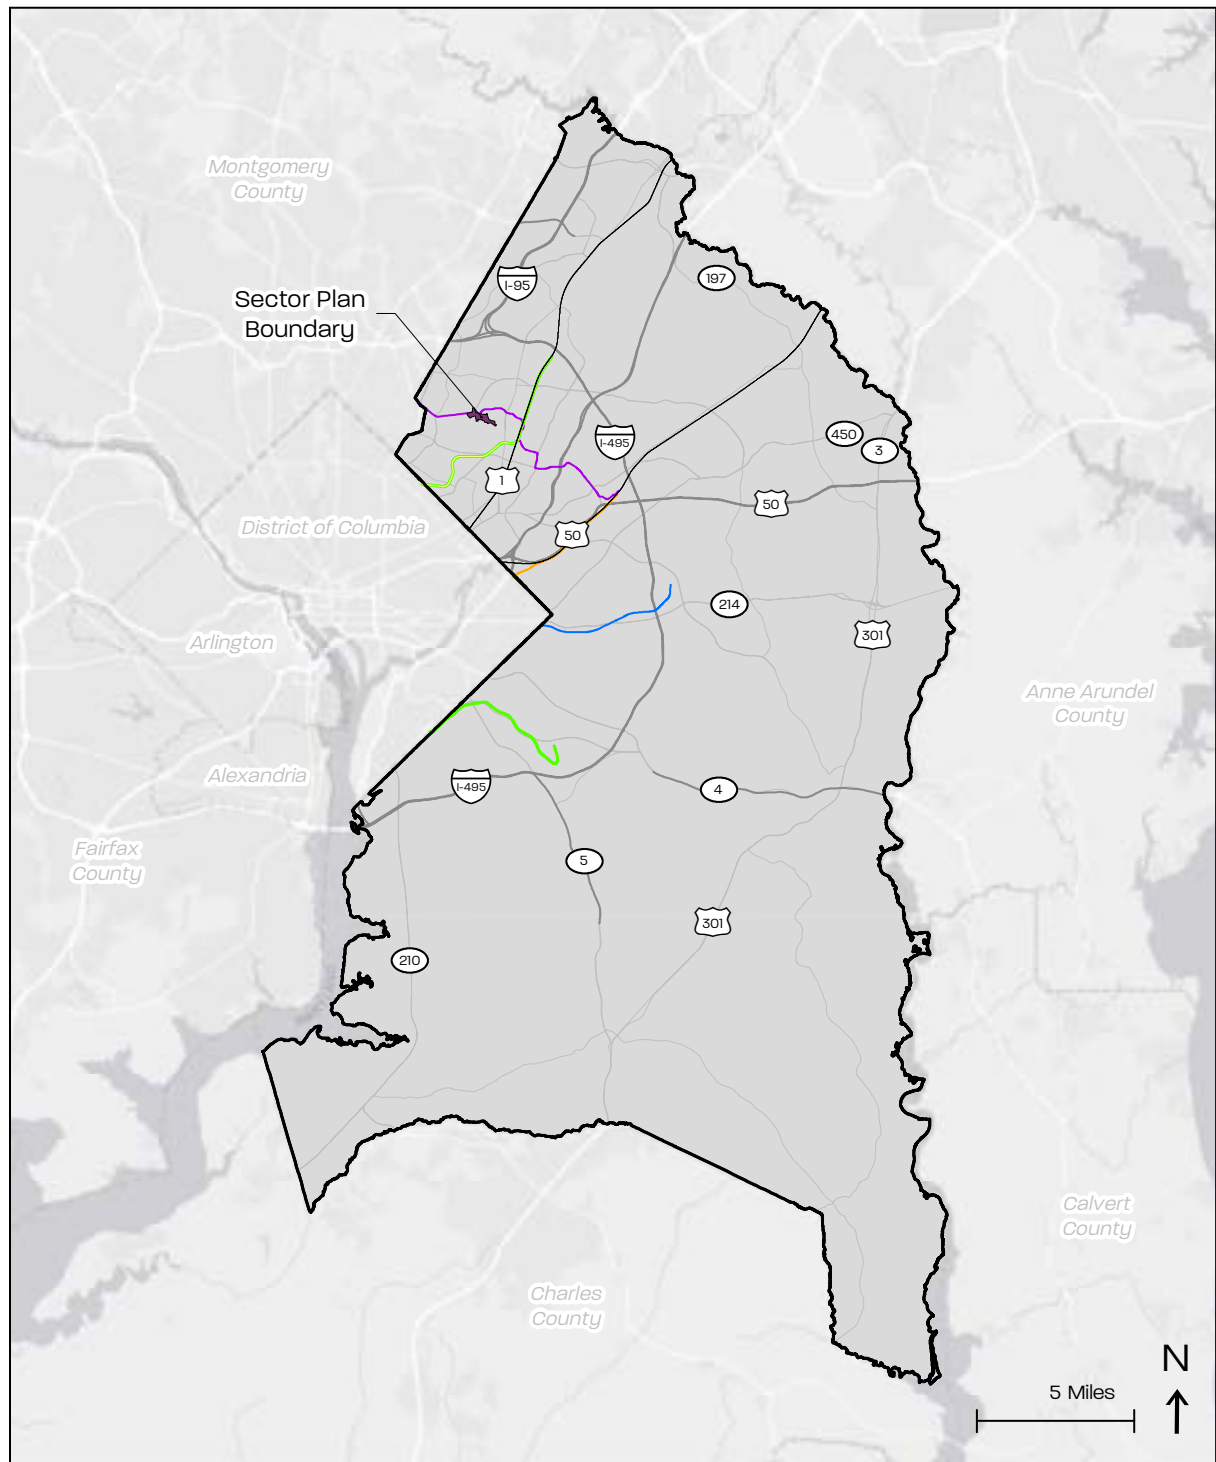 Montgomery
County
I-95
197
Sector Plan
Boundary
450
3
I-495
1
50
50
District of Columbia
214
301
Arlington
Anne Arundel
County
Alexandria
I-495
4
Fairfax
County
5
301
210
Calvert
County
Charles
County
N
5 Miles